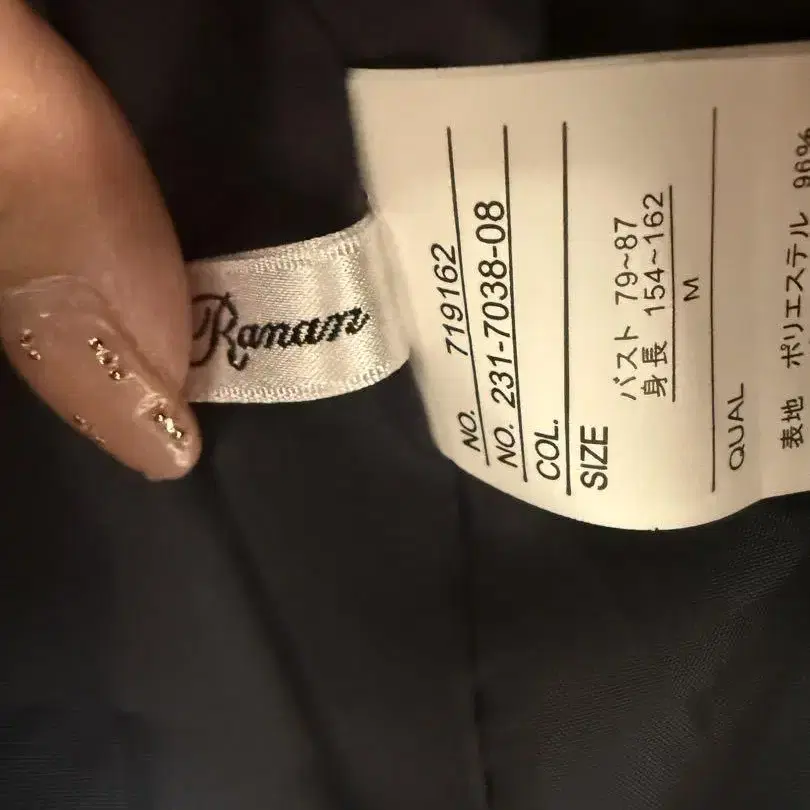 Ranan
NO. 719162
NO. 231-7038-08
COL.
SIZE
バスト 79~87
身長 154~162
M
QUAL
表地 ポリエステル 96%